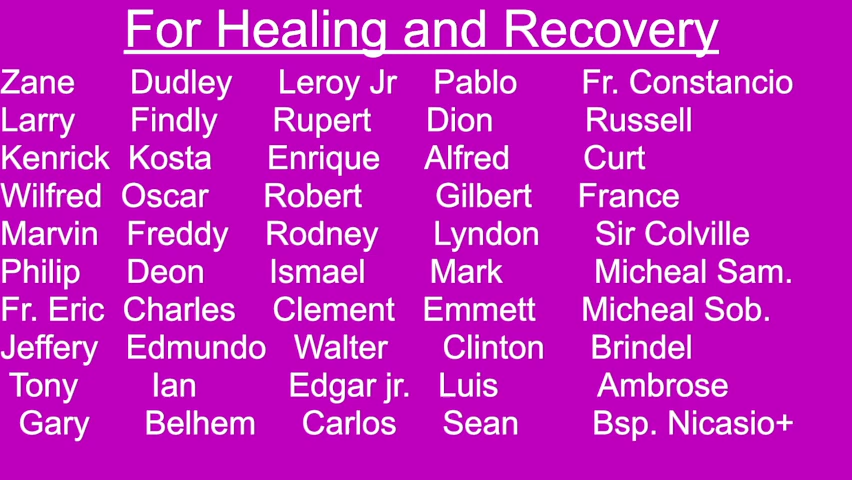 For Healing and Recovery
Zane Dudley Leroy Jr Pablo Fr. Constancio
Larry Findly Rupert Dion Russell
Kenrick Kosta Enrique Alfred Curt
Wilfred Oscar Robert Gilbert France
Marvin Freddy Rodney Lyndon Sir Colville
Philip Deon Ismael Mark Micheal Sam.
Fr. Eric Charles Clement Emmett Micheal Sob.
Jeffery Edmundo Walter Clinton Brindel
Tony Ian Edgar jr. Luis Ambrose
Gary Belhem Carlos Sean Bsp. Nicasio+